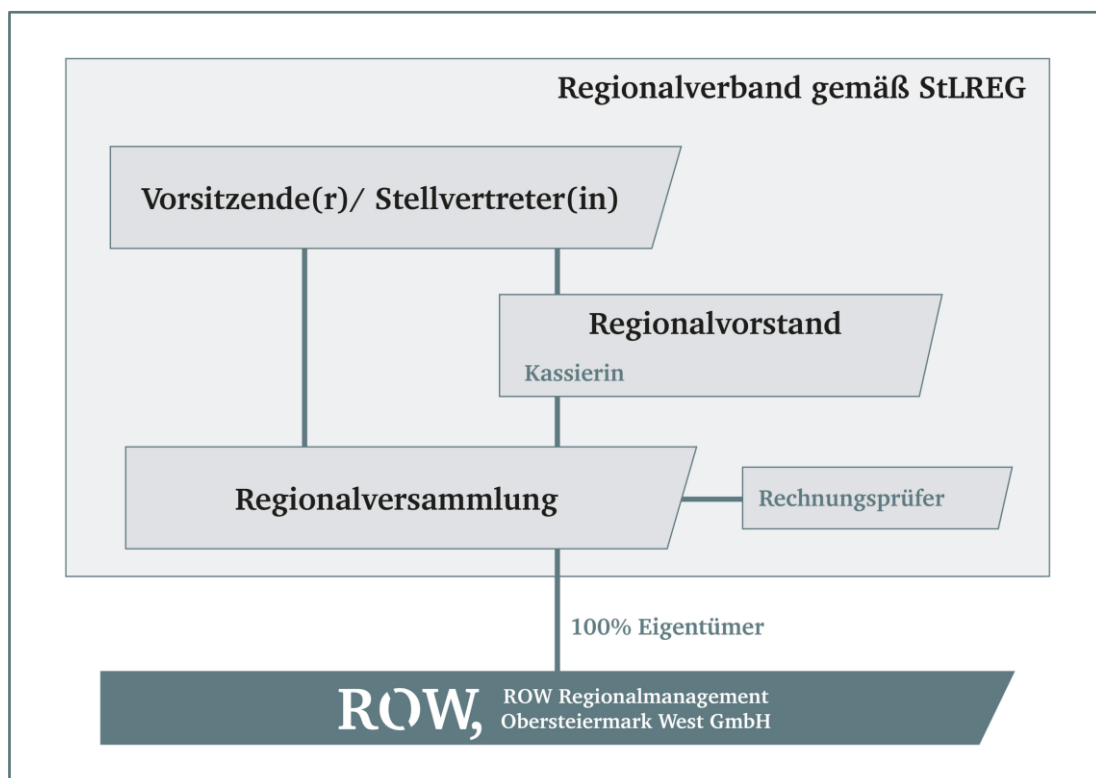 Regionalverband gemäß StLREG
Vorsitzende(r)/ Stellvertreter(in)
Regionalvorstand
Kassierin
Regionalversammlung
Rechnungsprüfer
100% Eigentümer
ROW,
ROW Regionalmanagement
Obersteiermark West GmbH